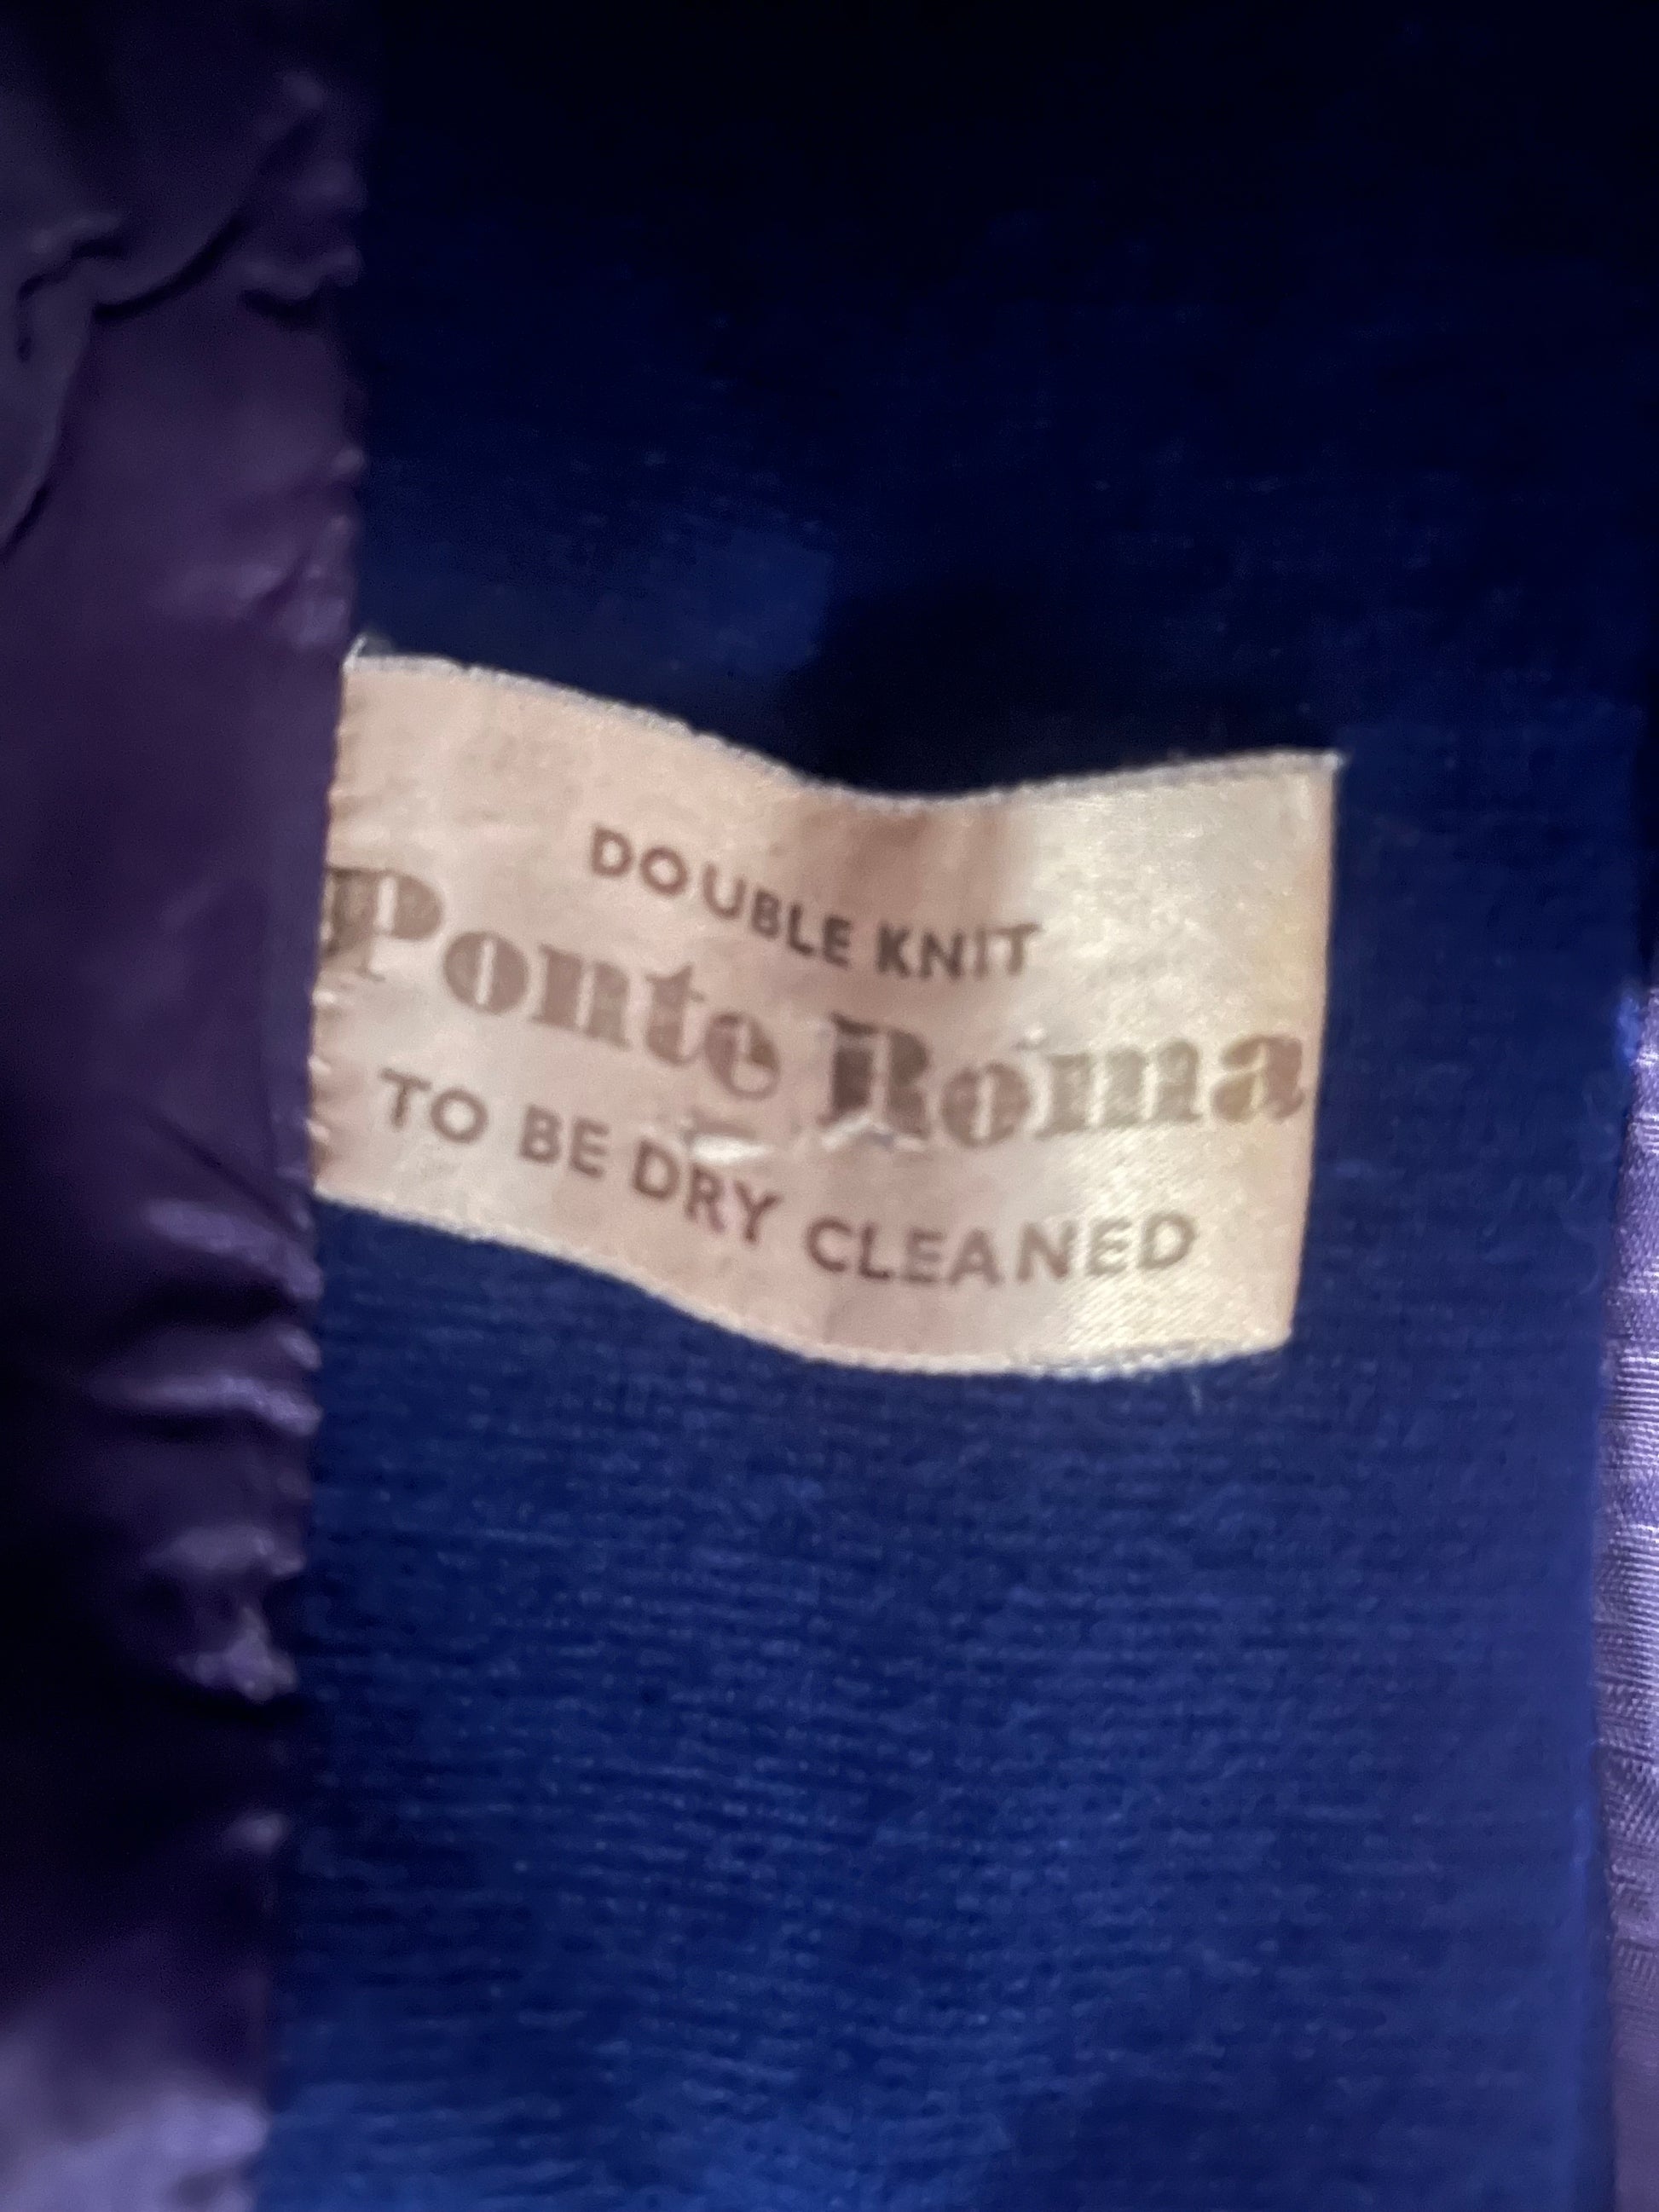 DOUBLE KNIT
Ponte Roma
TO BE DRY CLEANED